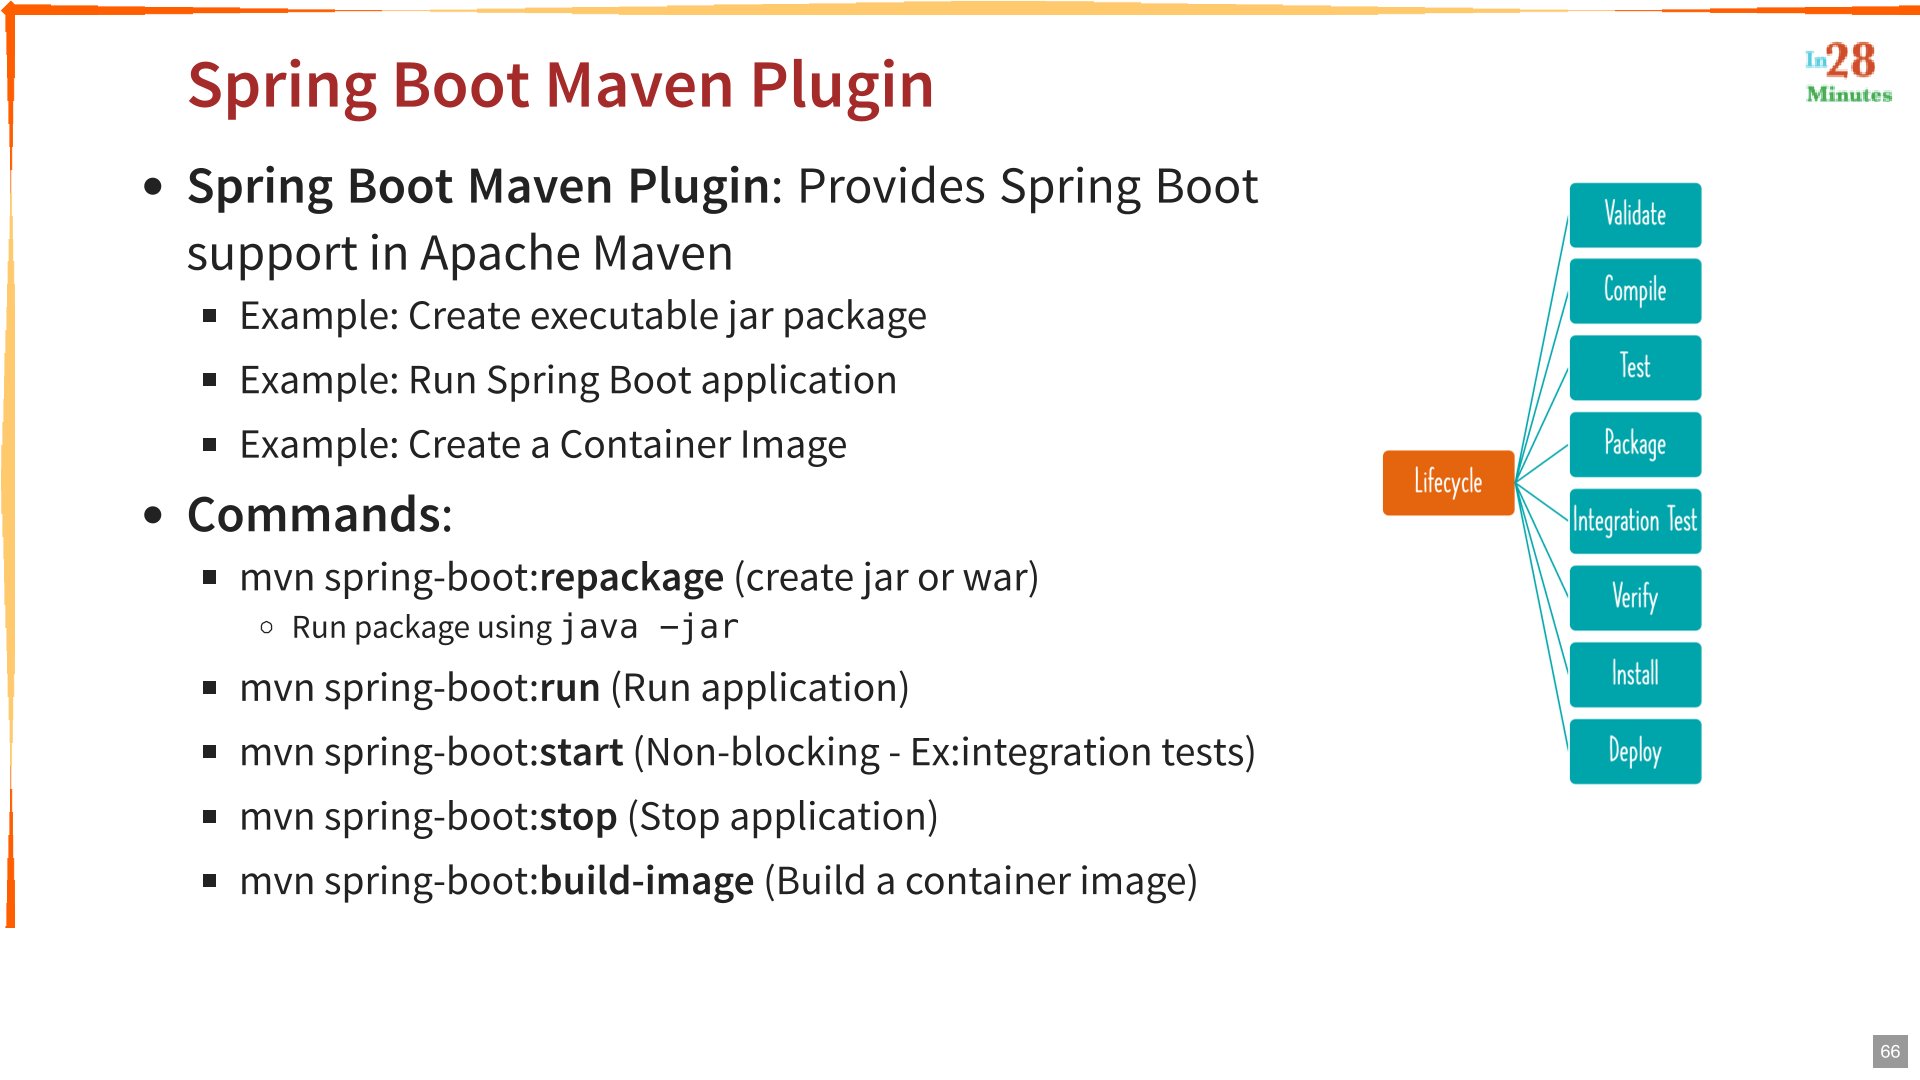 Spring Boot Maven Plugin
In28
Minutes
• Spring Boot Maven Plugin: Provides Spring Boot
support in Apache Maven
▪ Example: Create executable jar package
▪ Example: Run Spring Boot application
▪ Example: Create a Container Image
• Commands:
▪ mvn spring-boot:repackage (create jar or war)
◦ Run package using java -jar
▪ mvn spring-boot:run (Run application)
▪ mvn spring-boot:start (Non-blocking - Ex:integration tests)
▪ mvn spring-boot:stop (Stop application)
▪ mvn spring-boot:build-image (Build a container image)
Lifecycle
Validate
Compile
Test
Package
Integration Test
Verify
Install
Deploy
66